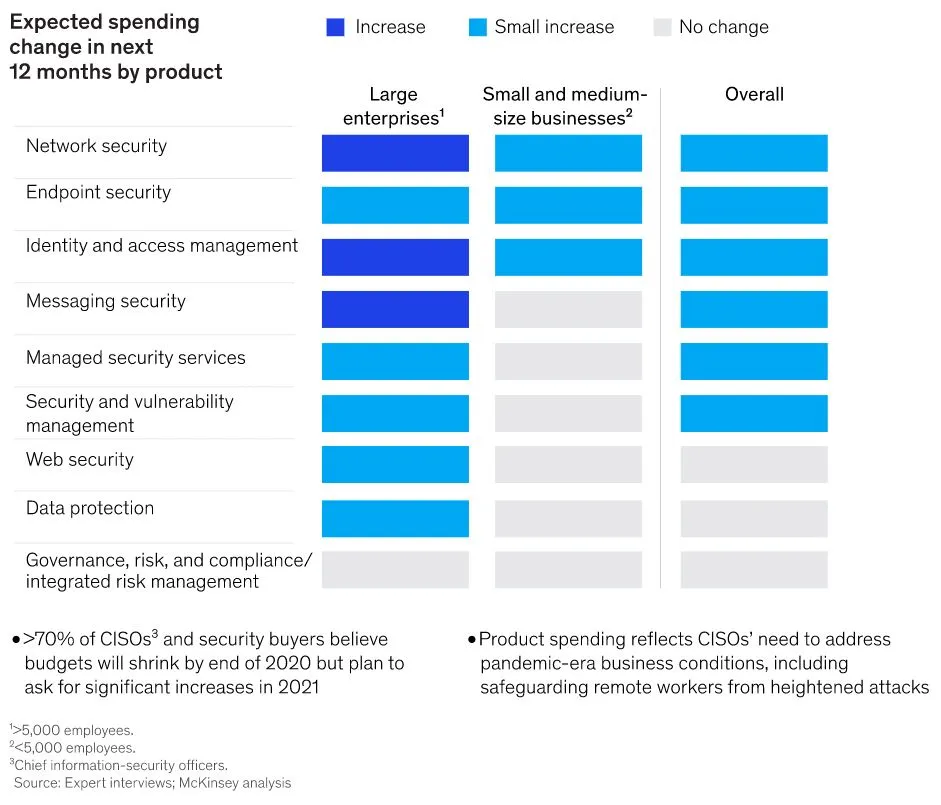 Expected spending
change in next
12 months by product
Increase
Small increase
No change
Large
enterprises¹
Small and medium-
size businesses²
Overall
Network security
Endpoint security
Identity and access management
Messaging security
Managed security services
Security and vulnerability
management
Web security
Data protection
Governance, risk, and compliance/
integrated risk management
•>70% of CISOs³ and security buyers believe
budgets will shrink by end of 2020 but plan to
ask for significant increases in 2021
•Product spending reflects CISOs’ need to address
pandemic-era business conditions, including
safeguarding remote workers from heightened attacks
¹>5,000 employees.
²<5,000 employees.
³Chief information-security officers.
Source: Expert interviews; McKinsey analysis